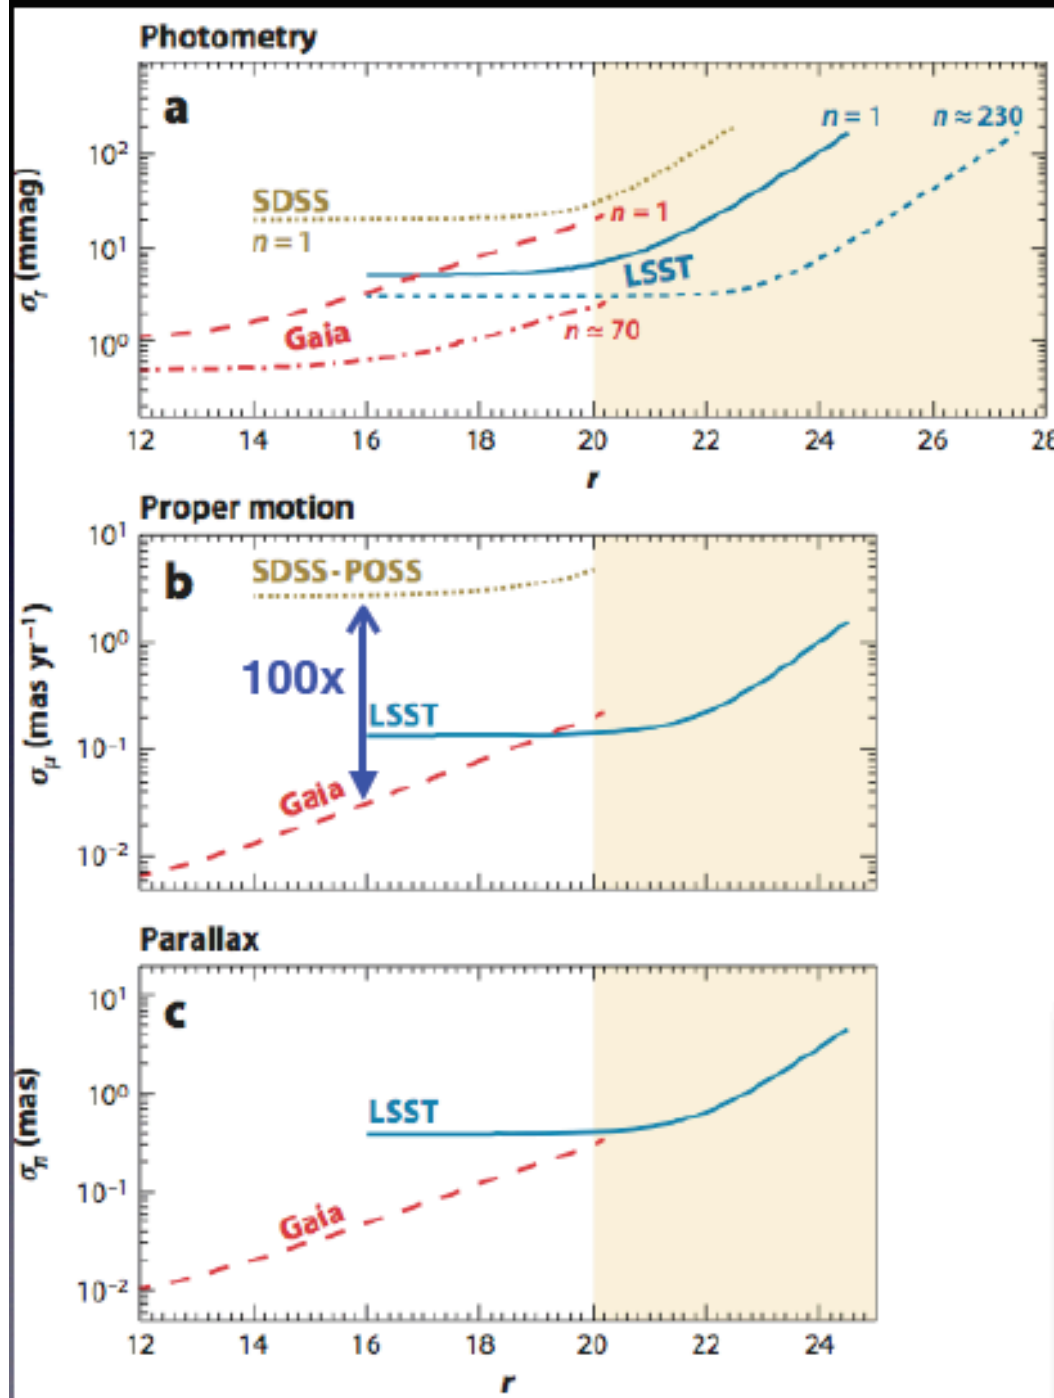 Photometry
a
n = 1
n ≈ 230
10²
SDSS
n = 1
n = 1
10¹
LSST
σr (mmag)
Gaia
n ≈ 70
10⁰
12 14 16 18 20 22 24 26 28
r
Proper motion
10¹
b
SDSS-POSS
10⁰
100x
LSST
σμ (mas yr⁻¹)
10⁻¹
Gaia
10⁻²
Parallax
10¹
c
10⁰
LSST
σπ (mas)
10⁻¹
Gaia
10⁻²
12 14 16 18 20 22 24
r